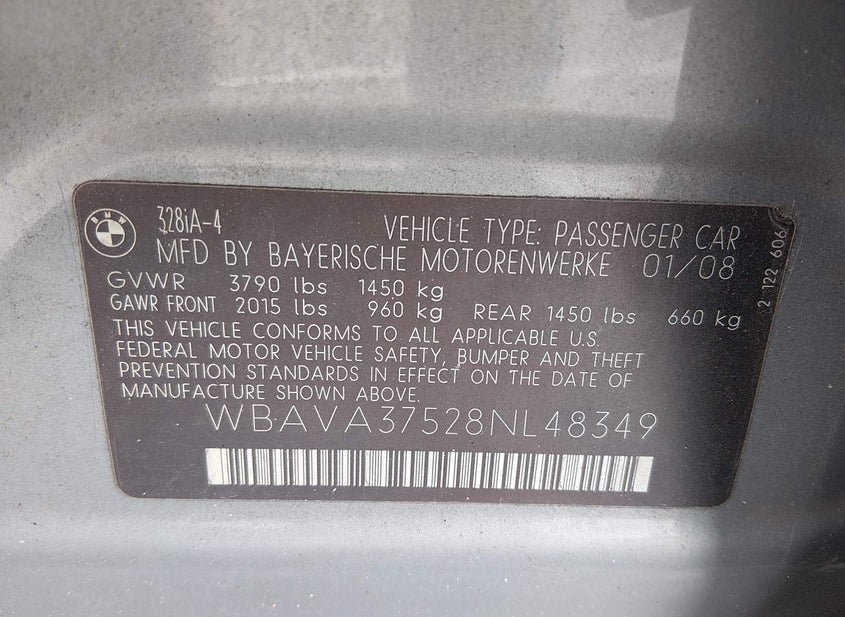 BMW
328iA-4
VEHICLE TYPE: PASSENGER CAR
MFD BY BAYERISCHE MOTORENWERKE 01/08
GVWR 3790 lbs 1450 kg
GAWR FRONT 2015 lbs 960 kg REAR 1450 lbs 660 kg
THIS VEHICLE CONFORMS TO ALL APPLICABLE U.S.
FEDERAL MOTOR VEHICLE SAFETY, BUMPER AND THEFT
PREVENTION STANDARDS IN EFFECT ON THE DATE OF
MANUFACTURE SHOWN ABOVE.
WBAVA37528NL48349
2 122 606